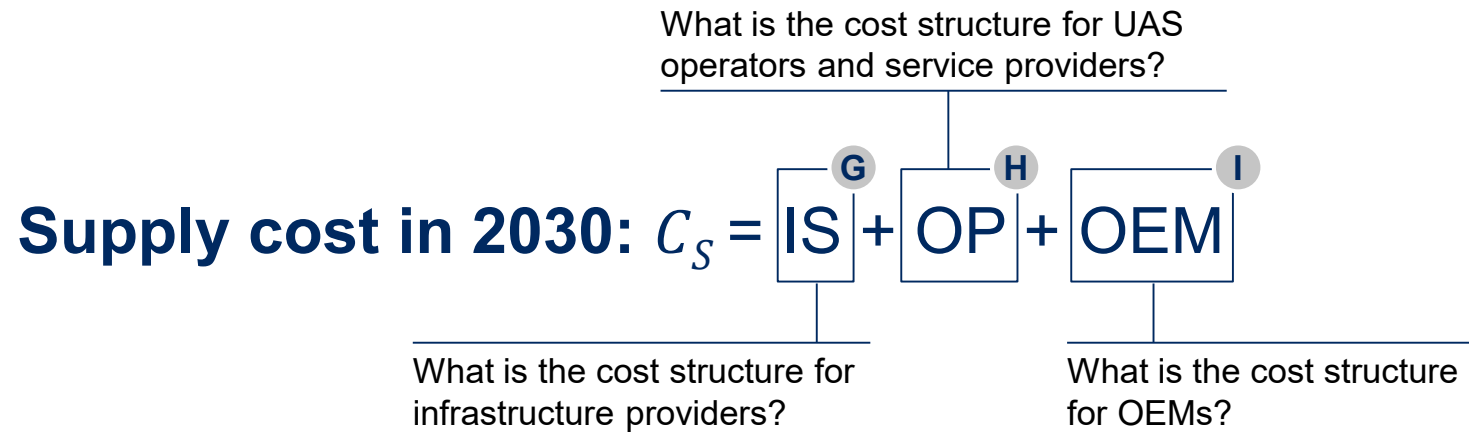 What is the cost structure for UAS
operators and service providers?
G
H
I
Supply cost in 2030: C_S = IS + OP + OEM
What is the cost structure for
infrastructure providers?
What is the cost structure
for OEMs?